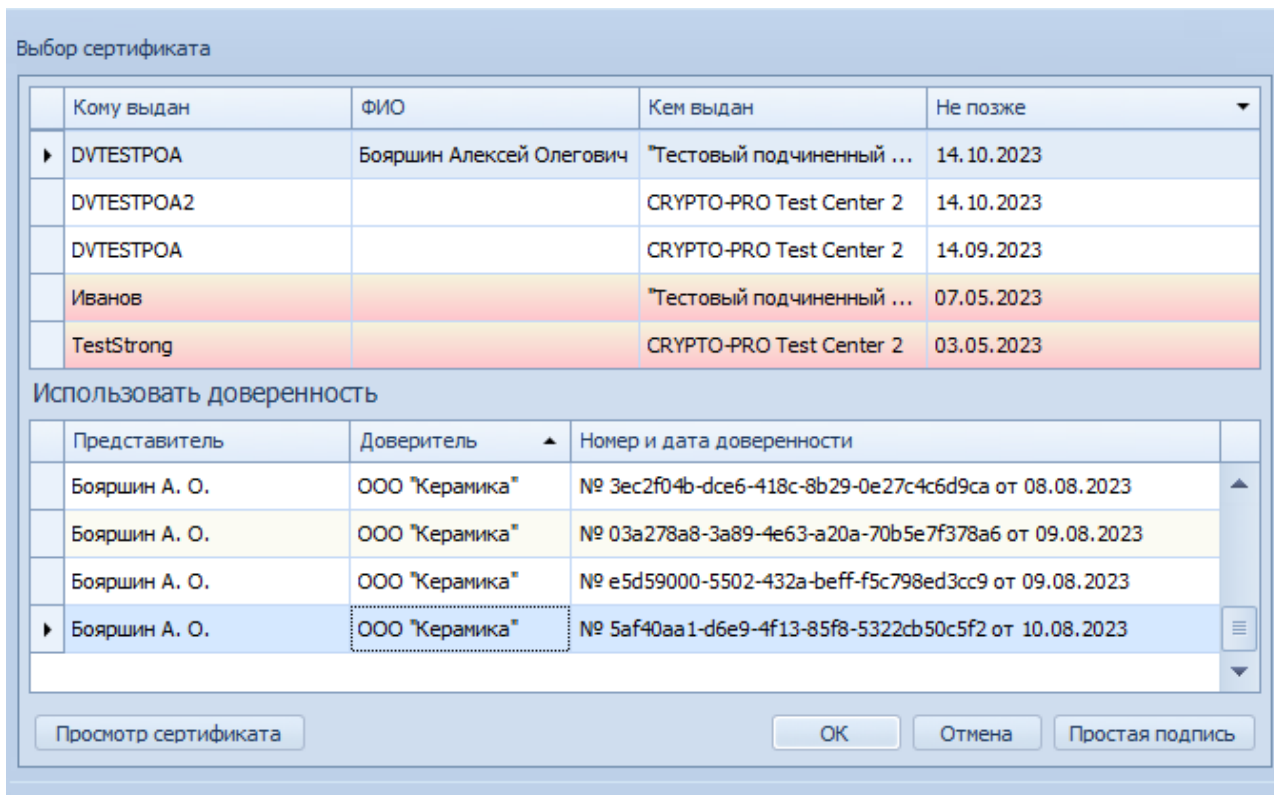 Выбор сертификата
Кому выдан ФИО Кем выдан Не позже
DVTESTPOA Бояршин Алексей Олегович "Тестовый подчиненный ... 14.10.2023
DVTESTPOA2 CRYPTO-PRO Test Center 2 14.10.2023
DVTESTPOA CRYPTO-PRO Test Center 2 14.09.2023
Иванов "Тестовый подчиненный ... 07.05.2023
TestStrong CRYPTO-PRO Test Center 2 03.05.2023
Использовать доверенность
Представитель Доверитель Номер и дата доверенности
Бояршин А. О. ООО "Керамика" № 3ec2f04b-dce6-418c-8b29-0e27c4c6d9ca от 08.08.2023
Бояршин А. О. ООО "Керамика" № 03a278a8-3a89-4e63-a20a-70b5e7f378a6 от 09.08.2023
Бояршин А. О. ООО "Керамика" № e5d59000-5502-432a-beff-f5c798ed3cc9 от 09.08.2023
Бояршин А. О. ООО "Керамика" № 5af40aa1-d6e9-4f13-85f8-5322cb50c5f2 от 10.08.2023
Просмотр сертификата ОК Отмена Простая подпись